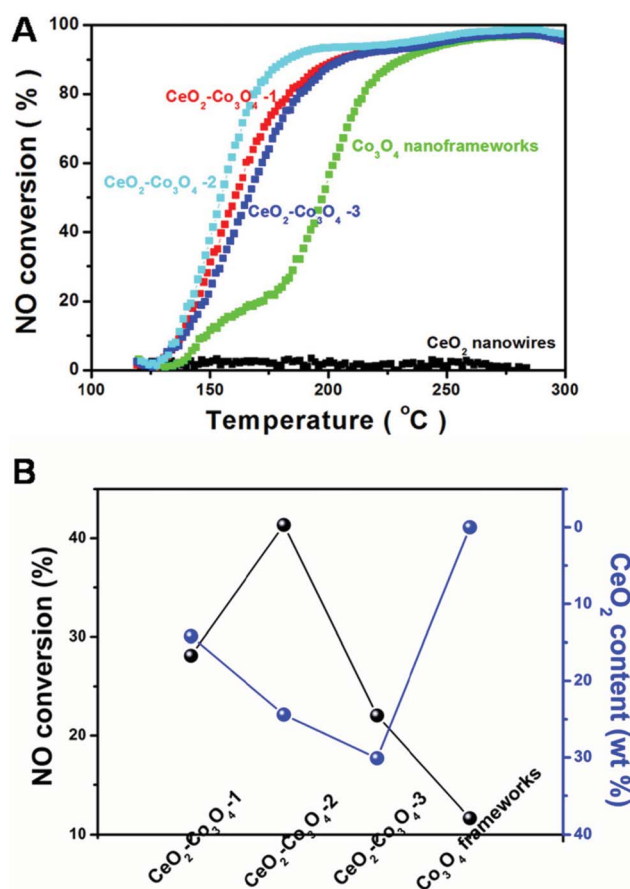 A
NO conversion ( % )
100
80
60
40
20
0
CeO₂-Co₃O₄ -1
Co₃O₄ nanoframeworks
CeO₂-Co₃O₄ -2
CeO₂-Co₃O₄ -3
CeO₂ nanowires
100 150 200 250 300
Temperature ( °C )
B
NO conversion (%)
40
30
20
10
0
10
20
30
40
CeO₂ content (wt %)
CeO₂-Co₃O₄-1
CeO₂-Co₃O₄-2
CeO₂-Co₃O₄-3
Co₃O₄ frameworks